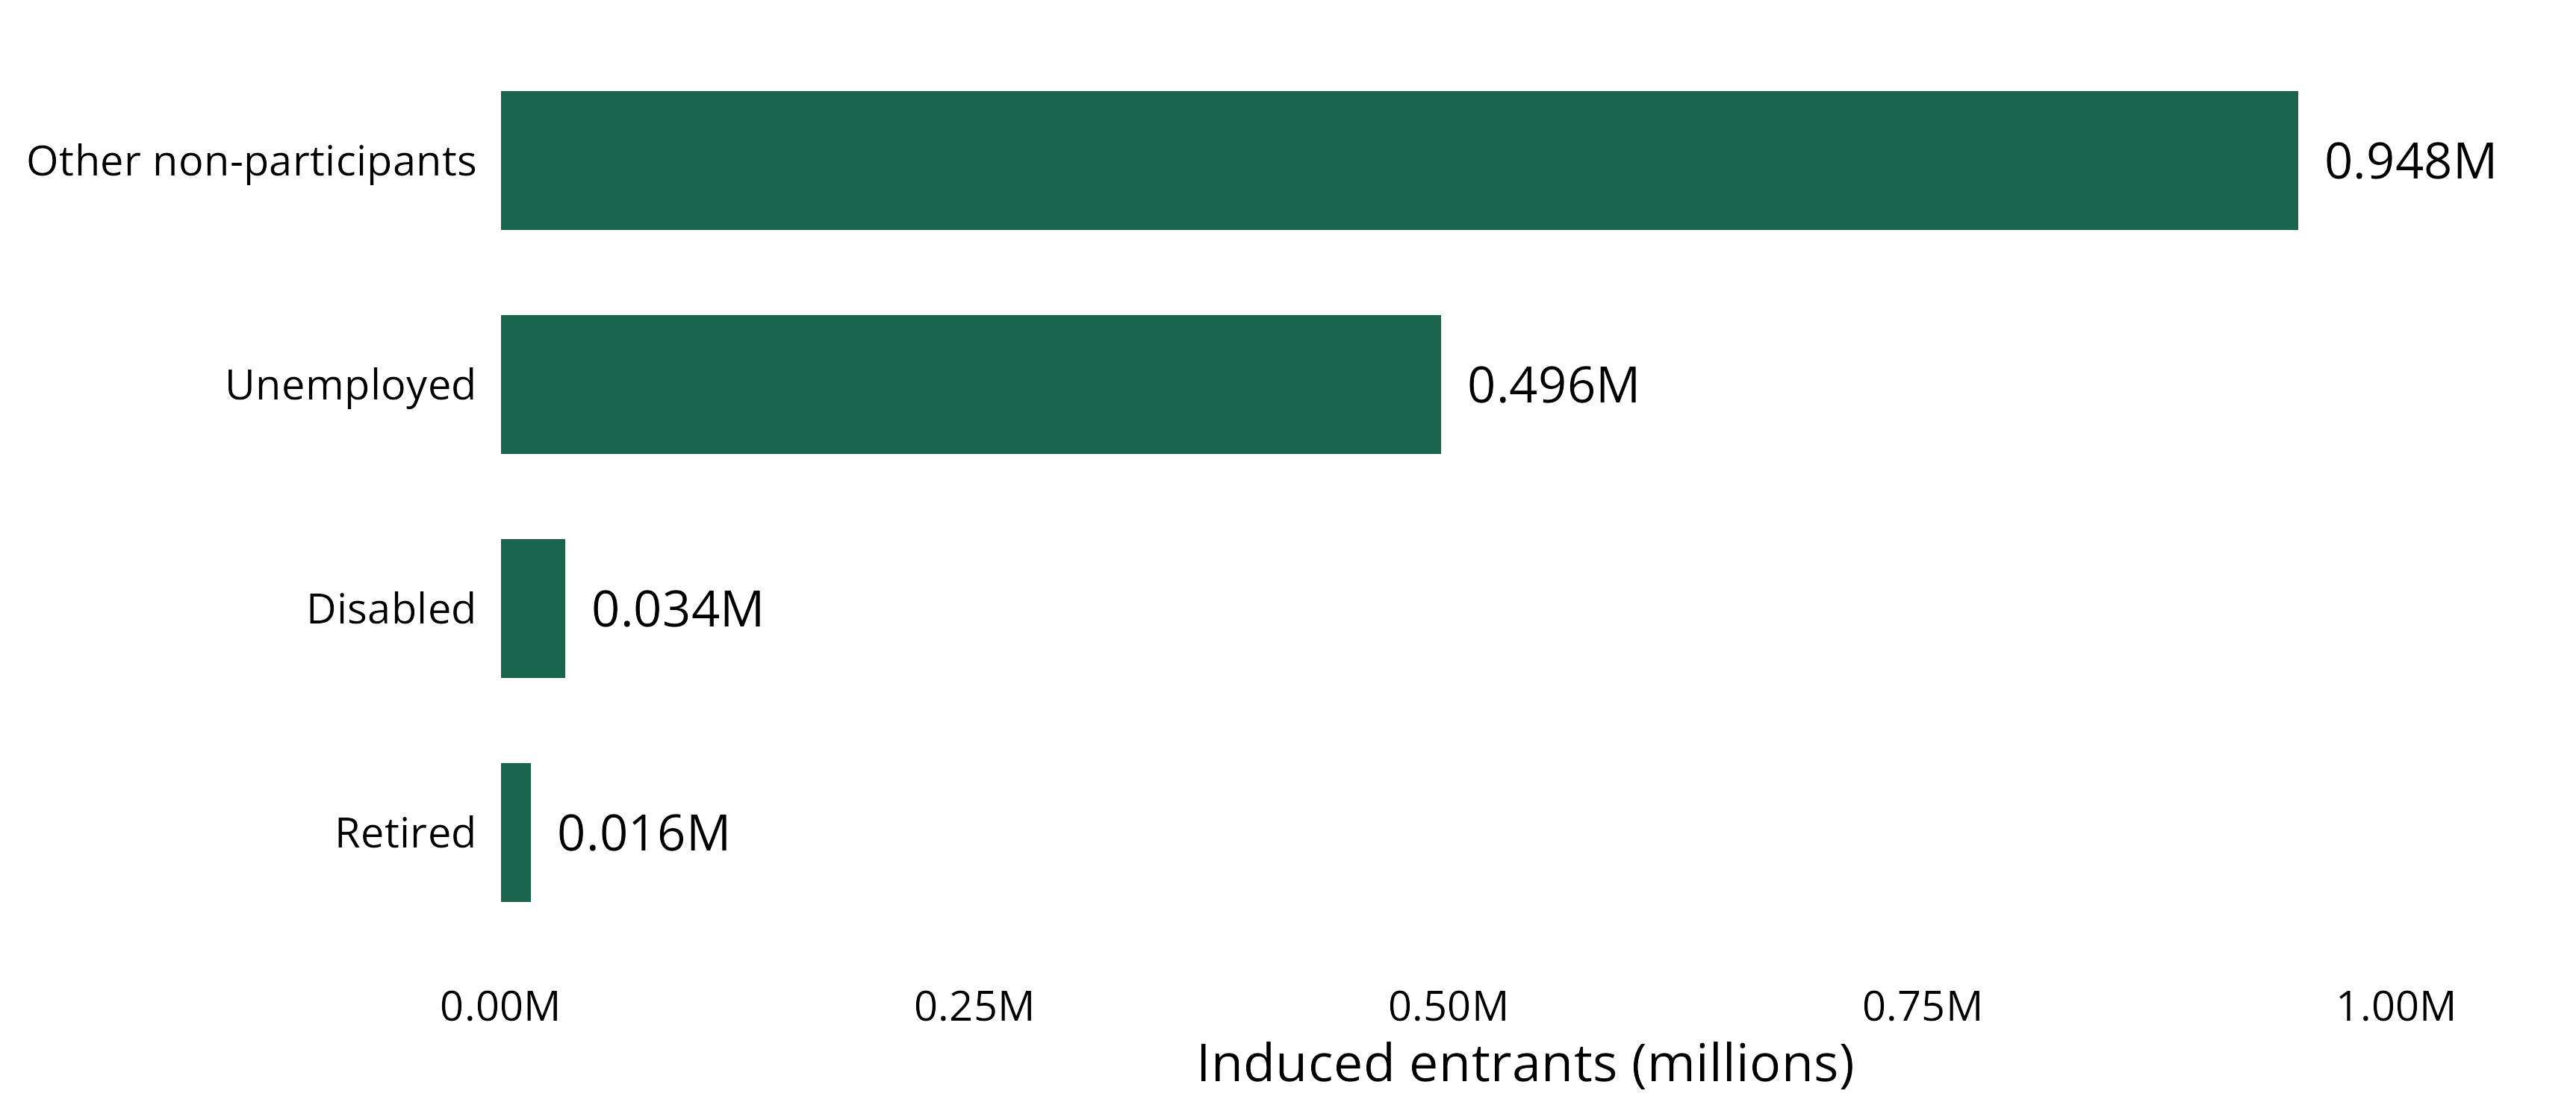 Other non-participants 0.948M
Unemployed 0.496M
Disabled 0.034M
Retired 0.016M
0.00M 0.25M 0.50M 0.75M 1.00M
Induced entrants (millions)